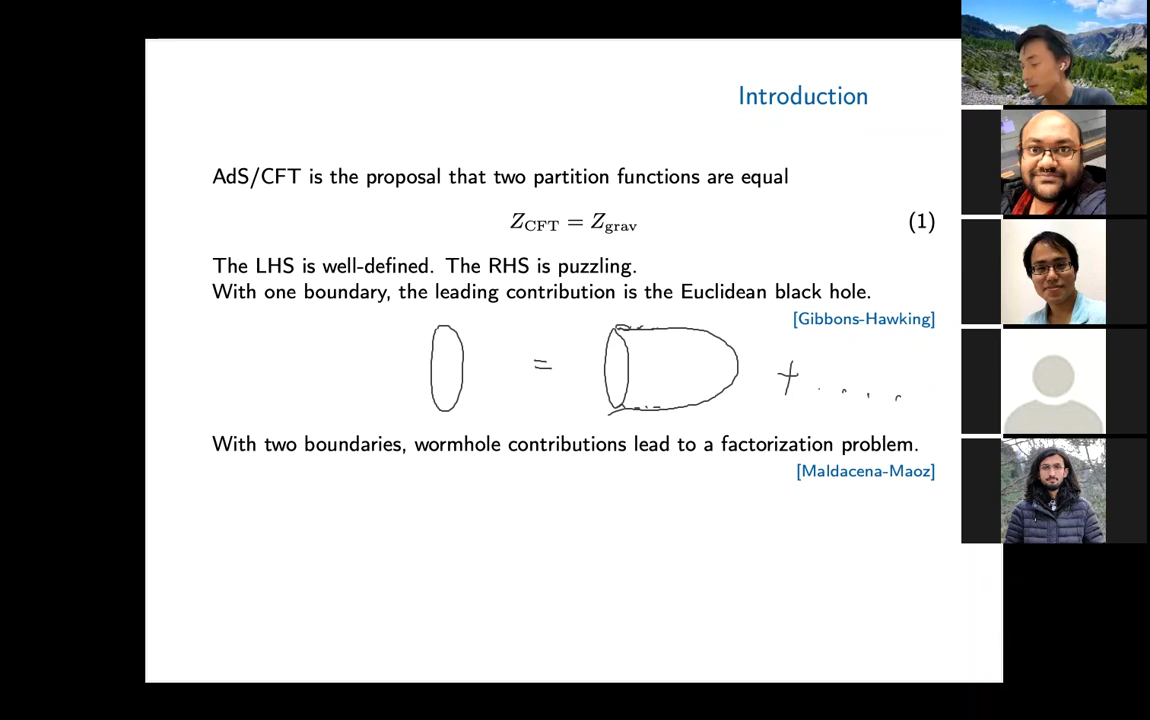 Introduction
AdS/CFT is the proposal that two partition functions are equal
Z_CFT = Z_grav (1)
The LHS is well-defined. The RHS is puzzling.
With one boundary, the leading contribution is the Euclidean black hole.
[Gibbons-Hawking]
= + ....
With two boundaries, wormhole contributions lead to a factorization problem.
[Maldacena-Maoz]